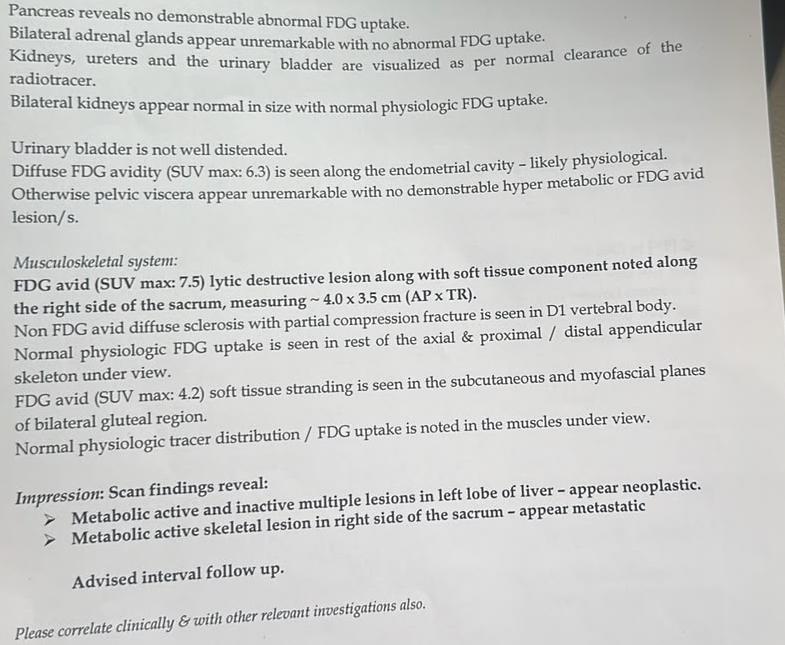 Pancreas reveals no demonstrable abnormal FDG uptake.
Bilateral adrenal glands appear unremarkable with no abnormal FDG uptake.
Kidneys, ureters and the urinary bladder are visualized as per normal clearance of the
radiotracer.
Bilateral kidneys appear normal in size with normal physiologic FDG uptake.
Urinary bladder is not well distended.
Diffuse FDG avidity (SUV max: 6.3) is seen along the endometrial cavity – likely physiological.
Otherwise pelvic viscera appear unremarkable with no demonstrable hyper metabolic or FDG avid
lesion/s.
Musculoskeletal system:
FDG avid (SUV max: 7.5) lytic destructive lesion along with soft tissue component noted along
the right side of the sacrum, measuring ~ 4.0 x 3.5 cm (AP x TR).
Non FDG avid diffuse sclerosis with partial compression fracture is seen in D1 vertebral body.
Normal physiologic FDG uptake is seen in rest of the axial & proximal / distal appendicular
skeleton under view.
FDG avid (SUV max: 4.2) soft tissue stranding is seen in the subcutaneous and myofascial planes
of bilateral gluteal region.
Normal physiologic tracer distribution / FDG uptake is noted in the muscles under view.
Impression: Scan findings reveal:
➢ Metabolic active and inactive multiple lesions in left lobe of liver – appear neoplastic.
➢ Metabolic active skeletal lesion in right side of the sacrum – appear metastatic
Advised interval follow up.
Please correlate clinically & with other relevant investigations also.